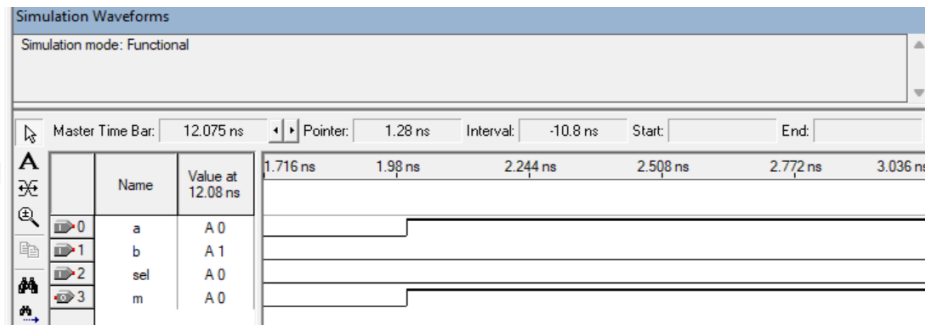 Simulation Waveforms
Simulation mode: Functional
Master Time Bar: 12.075 ns Pointer: 1.28 ns Interval: -10.8 ns Start: End:
A
Name Value at 12.08 ns 1.716 ns 1.98 ns 2.244 ns 2.508 ns 2.772 ns 3.036 ns
0 a A 0
1 b A 1
2 sel A 0
3 m A 0